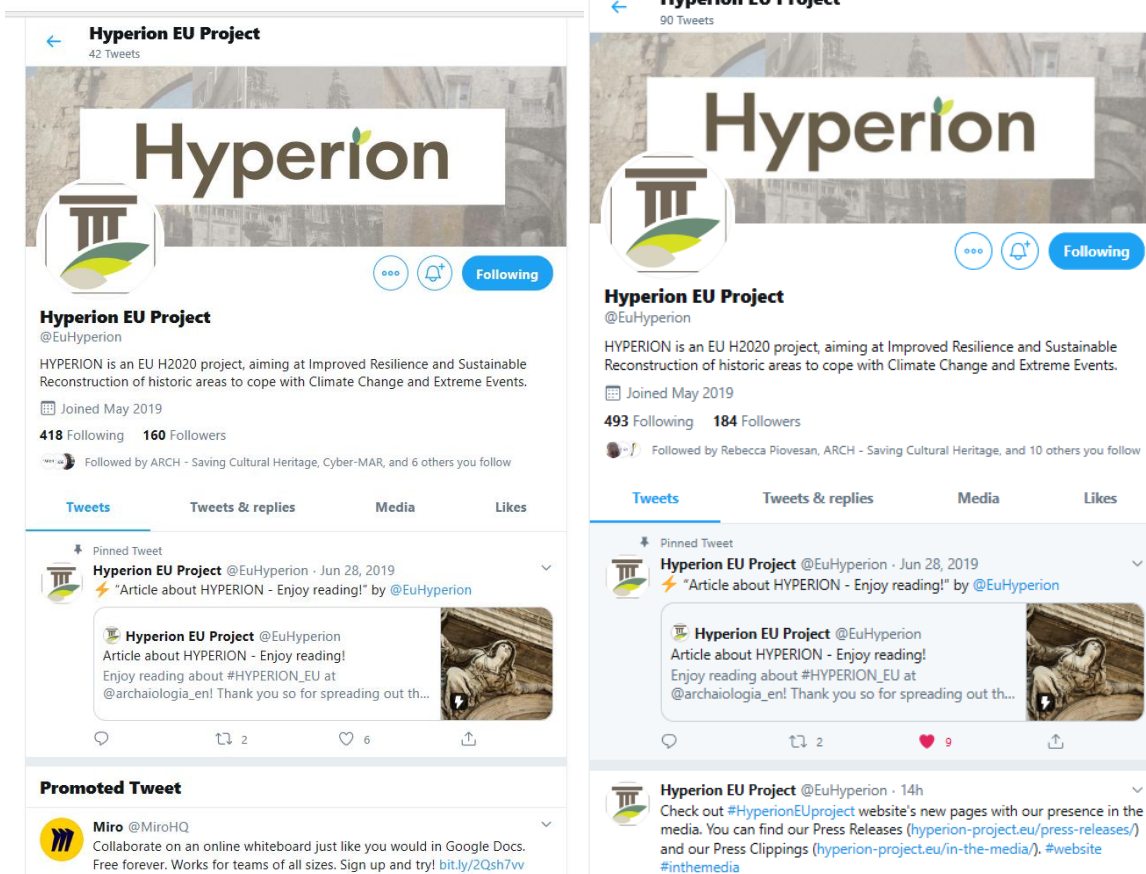 Hyperion EU Project
42 Tweets
Hyperion
Following
Hyperion EU Project
@EuHyperion
HYPERION is an EU H2020 project, aiming at Improved Resilience and Sustainable
Reconstruction of historic areas to cope with Climate Change and Extreme Events.
Joined May 2019
418 Following 160 Followers
Followed by ARCH - Saving Cultural Heritage, Cyber-MAR, and 6 others you follow
Tweets Tweets & replies Media Likes
Pinned Tweet
Hyperion EU Project @EuHyperion · Jun 28, 2019
⚡ “Article about HYPERION - Enjoy reading!” by @EuHyperion
Hyperion EU Project @EuHyperion
Article about HYPERION - Enjoy reading!
Enjoy reading about #HYPERION_EU at
@archaiologia_en! Thank you so for spreading out th...
2 6
Promoted Tweet
Miro @MiroHQ
Collaborate on an online whiteboard just like you would in Google Docs.
Free forever. Works for teams of all sizes. Sign up and try! bit.ly/2Qsh7vv
Hyperion EU Project
90 Tweets
Hyperion
Following
Hyperion EU Project
@EuHyperion
HYPERION is an EU H2020 project, aiming at Improved Resilience and Sustainable
Reconstruction of historic areas to cope with Climate Change and Extreme Events.
Joined May 2019
493 Following 184 Followers
Followed by Rebecca Piovesan, ARCH - Saving Cultural Heritage, and 10 others you follow
Tweets Tweets & replies Media Likes
Pinned Tweet
Hyperion EU Project @EuHyperion · Jun 28, 2019
⚡ “Article about HYPERION - Enjoy reading!” by @EuHyperion
Hyperion EU Project @EuHyperion
Article about HYPERION - Enjoy reading!
Enjoy reading about #HYPERION_EU at
@archaiologia_en! Thank you so for spreading out th...
2 9
Hyperion EU Project @EuHyperion · 14h
Check out #HyperionEUproject website's new pages with our presence in the
media. You can find our Press Releases (hyperion-project.eu/press-releases/)
and our Press Clippings (hyperion-project.eu/in-the-media/). #website
#inthemedia